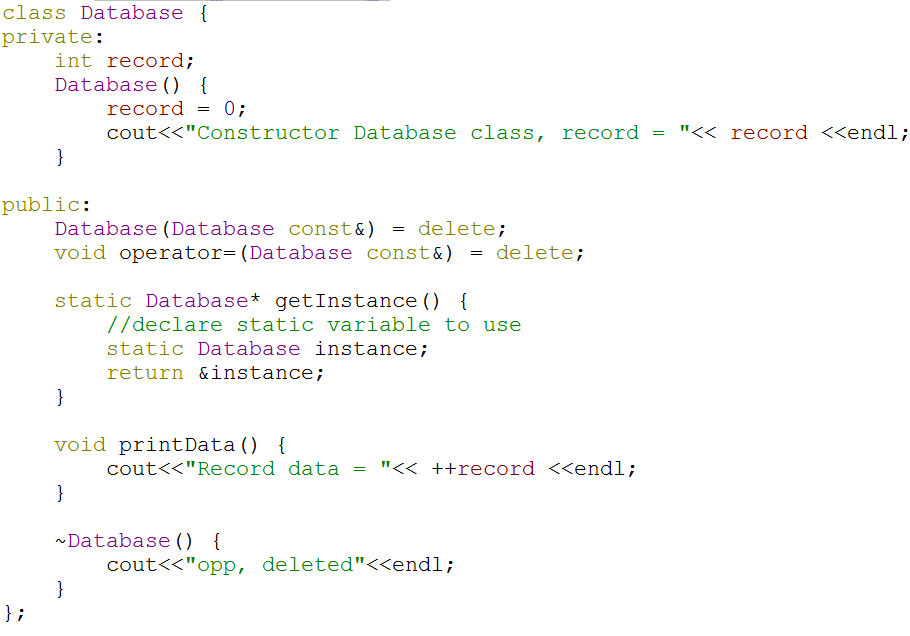 class Database {
private:
    int record;
    Database() {
        record = 0;
        cout<<"Constructor Database class, record = "<< record <<endl;
    }

public:
    Database(Database const&) = delete;
    void operator=(Database const&) = delete;

    static Database* getInstance() {
        //declare static variable to use
        static Database instance;
        return &instance;
    }

    void printData() {
        cout<<"Record data = "<< ++record <<endl;
    }

    ~Database() {
        cout<<"opp, deleted"<<endl;
    }
};